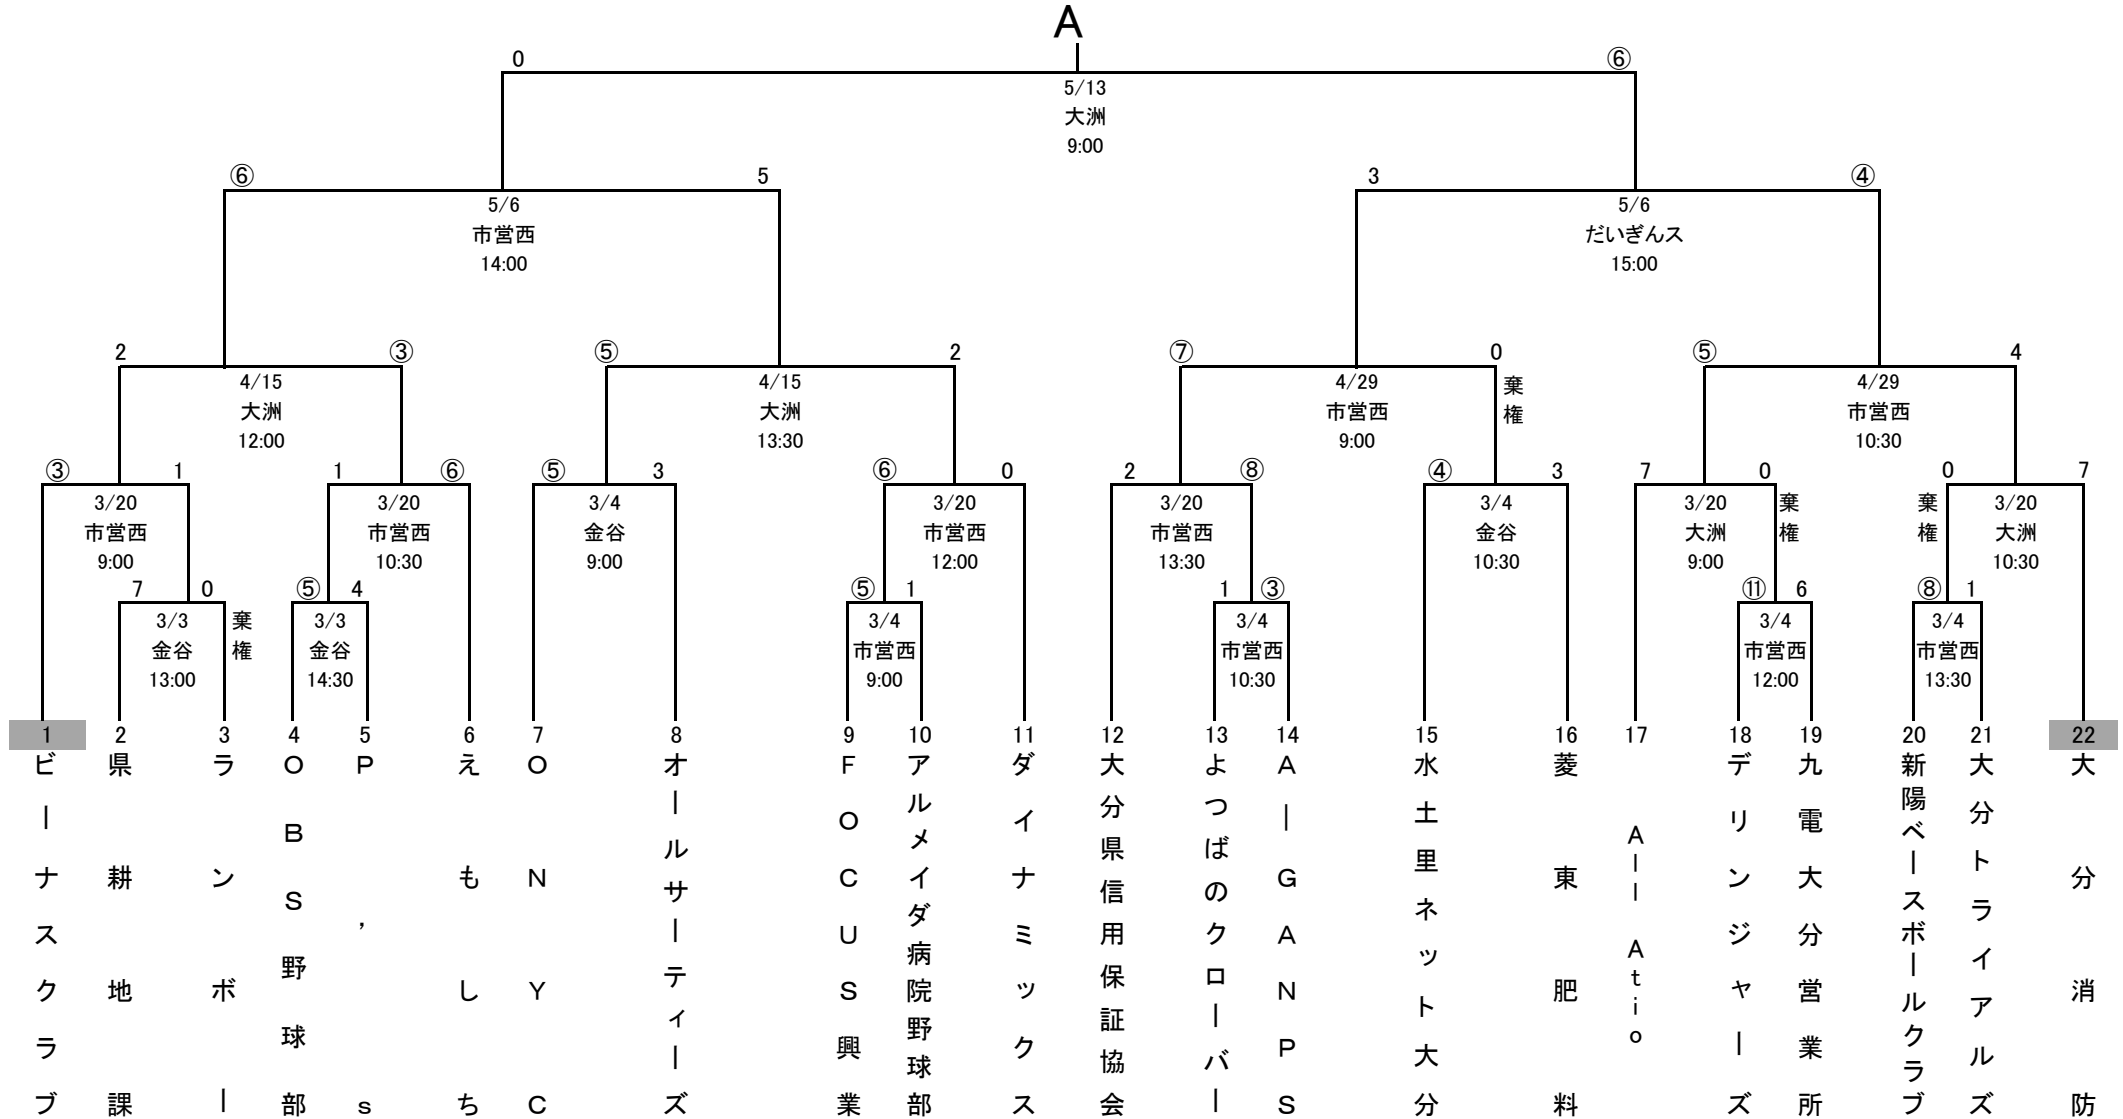 A
0 ⑥
5/13
大洲
9:00
⑥ 5 3 ④
5/6
市営西
14:00
5/6
だいぎんス
15:00
2 ③ ⑤ 2 ⑦ 0 ⑤ 4
4/15
大洲
12:00
4/15
大洲
13:30
4/29
市営西
9:00
棄権
4/29
市営西
10:30
③ 1 1 ⑥ ⑤ 3 ⑥ 0 2 ⑧ ④ 3 7 0 0 7
3/20
市営西
9:00
3/20
市営西
10:30
3/4
金谷
9:00
3/20
市営西
12:00
3/20
市営西
13:30
3/4
金谷
10:30
3/20
大洲
9:00
棄権
棄権
3/20
大洲
10:30
7 0 ⑤ 4 ⑤ 1 1 ③ ⑪ 6 ⑧ 1
3/3
金谷
13:00
棄権
3/3
金谷
14:30
3/4
市営西
9:00
3/4
市営西
10:30
3/4
市営西
12:00
3/4
市営西
13:30
1 2 3 4 5 6 7 8 9 10 11 12 13 14 15 16 17 18 19 20 21 22
ビーナスクラブ
県耕地課
ランボー
OBS野球部
P,s
えもしち
ONYC
オールサーティーズ
FOCUS興業
アルメイダ病院野球部
ダイナミックス
大分県信用保証協会
よつばのクローバー
A|GANPS
水土里ネット大分
菱東肥料
All Atio
デリンジャーズ
九電大分営業所
新陽ベースボールクラブ
大分トライアルズ
大分消防